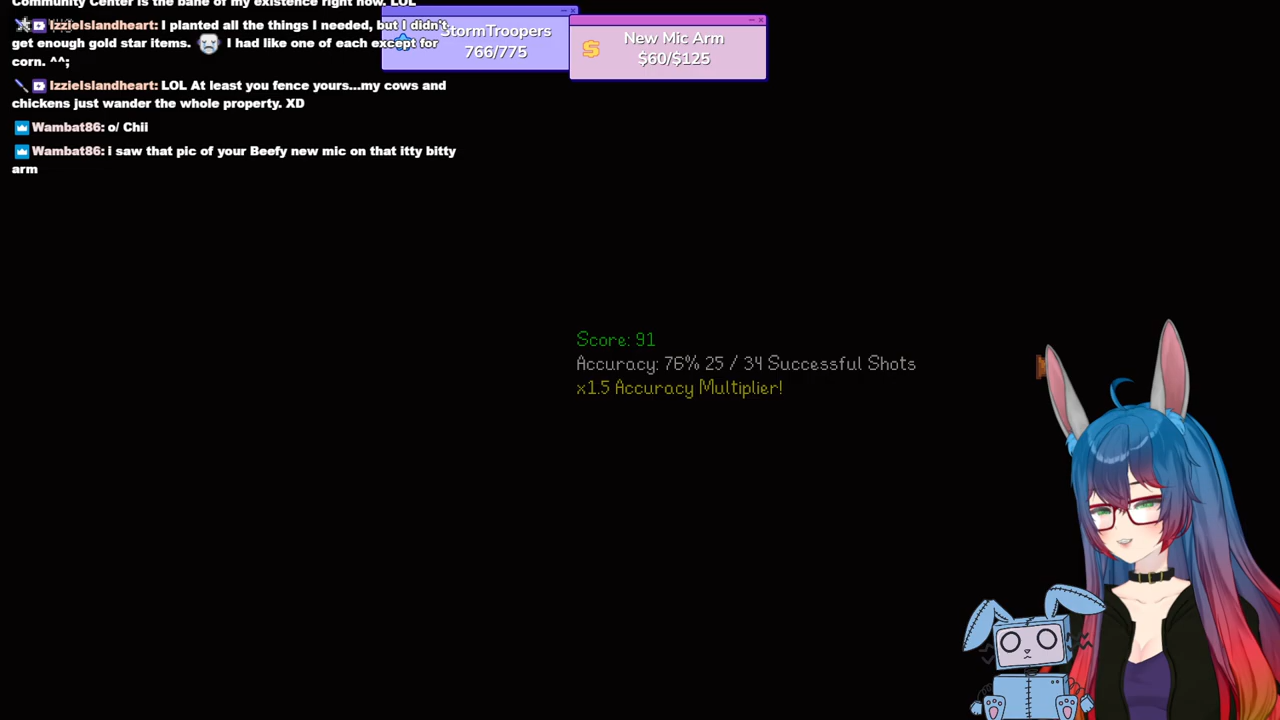 Community Center is the bane of my existence right now. LOL
IzzieIslandheart: I planted all the things I needed, but I didn't
get enough gold star items. I had like one of each except for
corn. ^^;
IzzieIslandheart: LOL At least you fence yours...my cows and
chickens just wander the whole property. XD
Wambat86: o/ Chii
Wambat86: i saw that pic of your Beefy new mic on that itty bitty
arm
StormTroopers
766/775
New Mic Arm
$60/$125
Score: 91
Accuracy: 76% 25 / 34 Successful Shots
x1.5 Accuracy Multiplier!